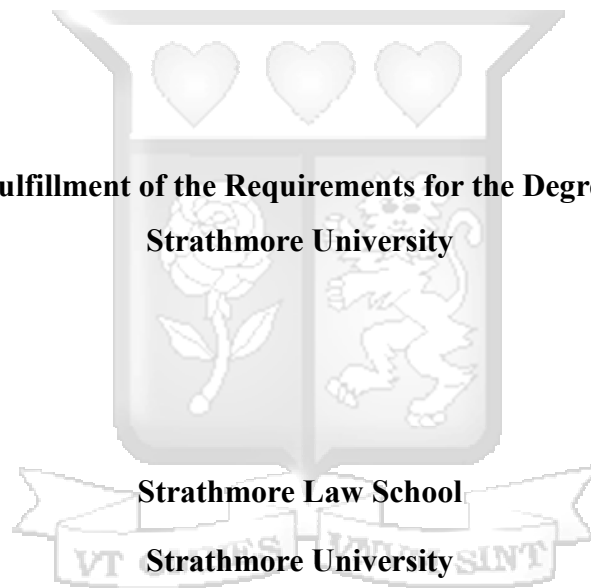 ulfillment of the Requirements for the Degre
Strathmore University
Strathmore Law School
Strathmore University
VT SINT